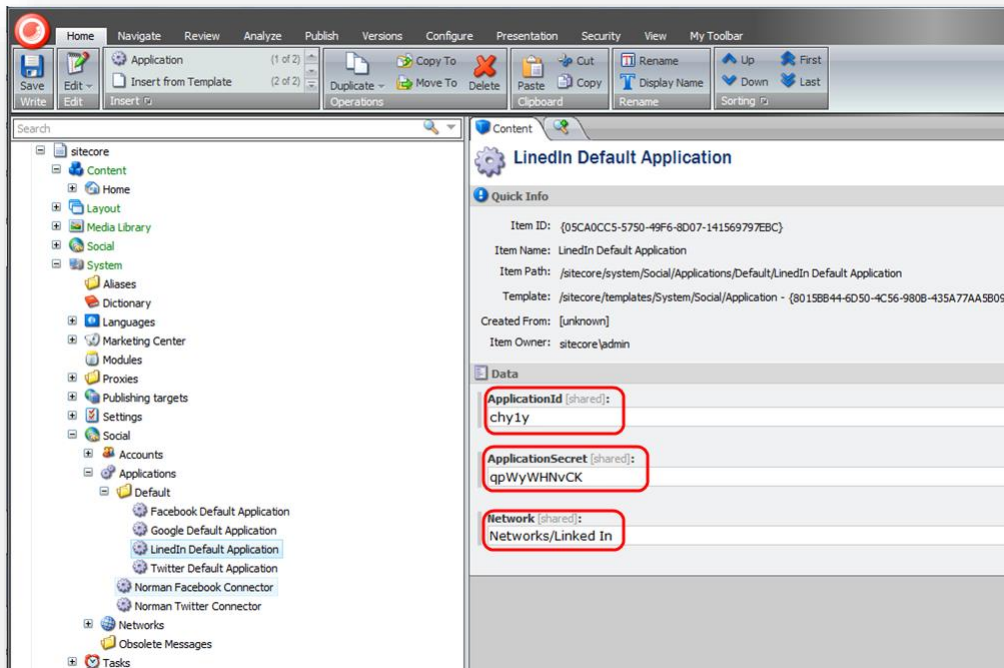 Home Navigate Review Analyze Publish Versions Configure Presentation Security View My Toolbar
Application (1 of 2) Copy To Cut Rename Up First
Insert from Template (2 of 2) Move To Copy Display Name Down Last
Save Edit Duplicate Delete Paste
Write Edit Insert Operations Clipboard Rename Sorting
Search
sitecore
Content
Home
Layout
Media Library
Social
System
Aliases
Dictionary
Languages
Marketing Center
Modules
Proxies
Publishing targets
Settings
Social
Accounts
Applications
Default
Facebook Default Application
Google Default Application
LinedIn Default Application
Twitter Default Application
Norman Facebook Connector
Norman Twitter Connector
Networks
Obsolete Messages
Tasks
Content
LinedIn Default Application
Quick Info
Item ID: {05CA0CC5-5750-49F6-8D07-141569797EBC}
Item Name: LinedIn Default Application
Item Path: /sitecore/system/Social/Applications/Default/LinedIn Default Application
Template: /sitecore/templates/System/Social/Application - {8015BB44-6D50-4C56-980B-435A77AA5B09
Created From: [unknown]
Item Owner: sitecore\admin
Data
ApplicationId [shared]:
chy1y
ApplicationSecret [shared]:
qpWyWHNvCK
Network [shared]:
Networks/Linked In